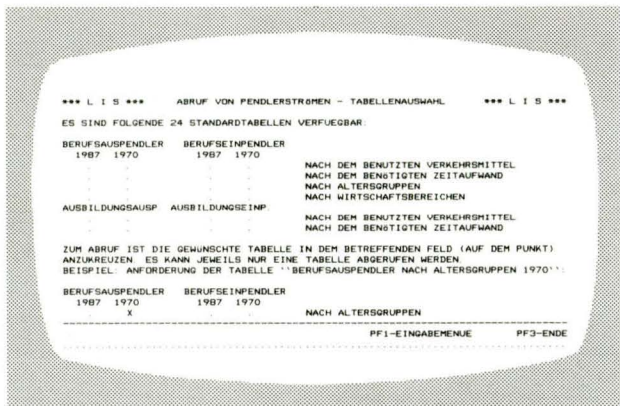 *** L I S *** ABRUF VON PENDLERSTRöMEN - TABELLENAUSWAHL *** L I S ***
ES SIND FOLGENDE 24 STANDARDTABELLEN VERFUEGBAR:
BERUFSAUSPENDLER BERUFSEINPENDLER
1987 1970 1987 1970
. . . . NACH DEM BENUTZTEN VERKEHRSMITTEL
. . . . NACH DEM BENöTIGTEN ZEITAUFWAND
. . . . NACH ALTERSGRUPPEN
. . . . NACH WIRTSCHAFTSBEREICHEN
AUSBILDUNGSAUSP. AUSBILDUNGSEINP.
. . . . NACH DEM BENUTZTEN VERKEHRSMITTEL
. . . . NACH DEM BENöTIGTEN ZEITAUFWAND
ZUM ABRUF IST DIE GEWUNSCHTE TABELLE IN DEM BETREFFENDEN FELD (AUF DEM PUNKT)
ANZUKREUZEN. ES KANN JEWEILS NUR EINE TABELLE ABGERUFEN WERDEN.
BEISPIEL: ANFORDERUNG DER TABELLE ''BERUFSAUSPENDLER NACH ALTERSGRUPPEN 1970'':
BERUFSAUSPENDLER BERUFSEINPENDLER
1987 1970 1987 1970
. X . . NACH ALTERSGRUPPEN
PF1-EINGABEMENUE PF3-ENDE